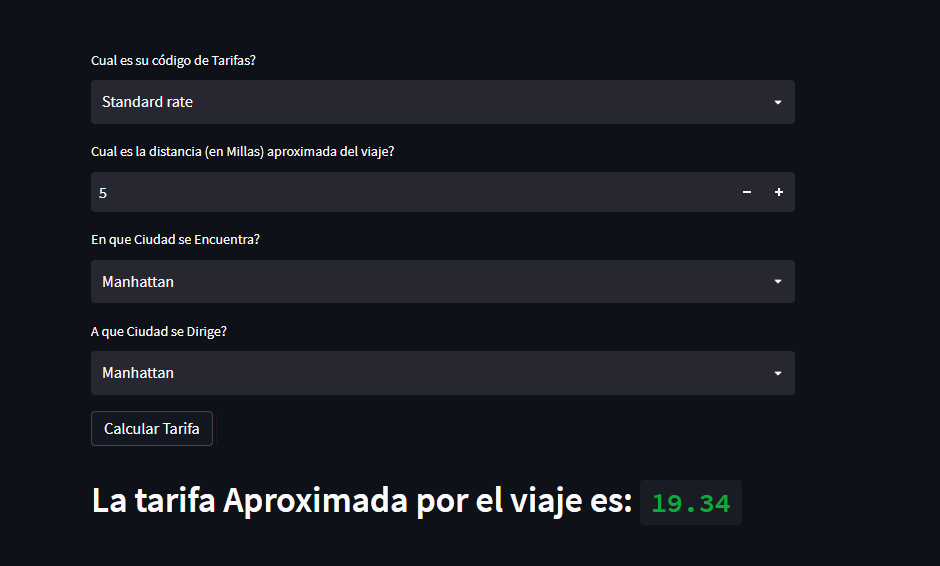 Cual es su código de Tarifas?
Standard rate
Cual es la distancia (en Millas) aproximada del viaje?
5
En que Ciudad se Encuentra?
Manhattan
A que Ciudad se Dirige?
Manhattan
Calcular Tarifa
La tarifa Aproximada por el viaje es: 19.34